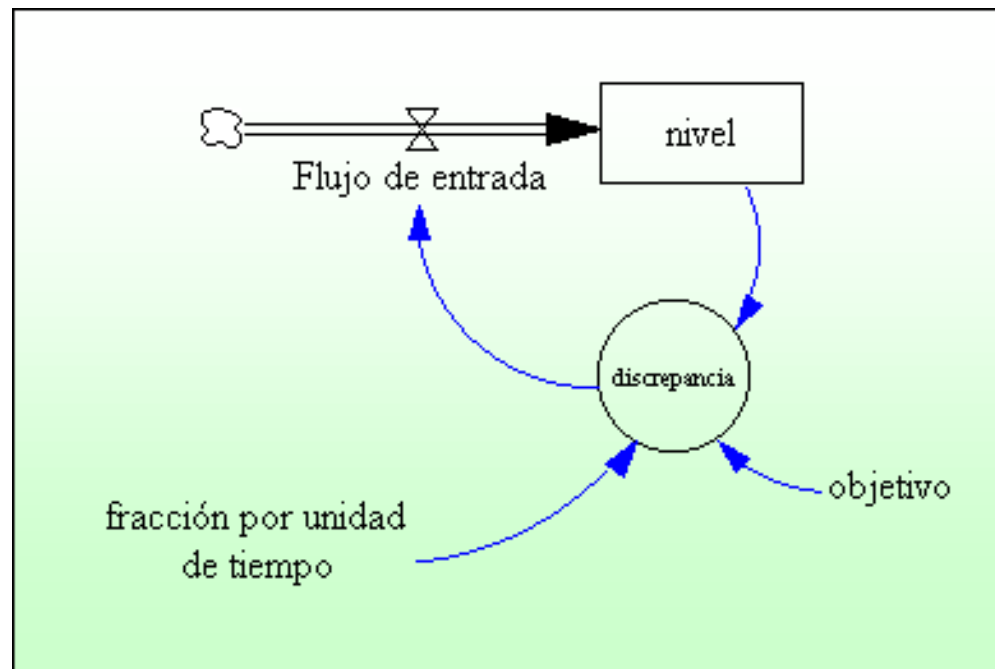 nivel
Flujo de entrada
discrepancia
objetivo
fracción por unidad
de tiempo